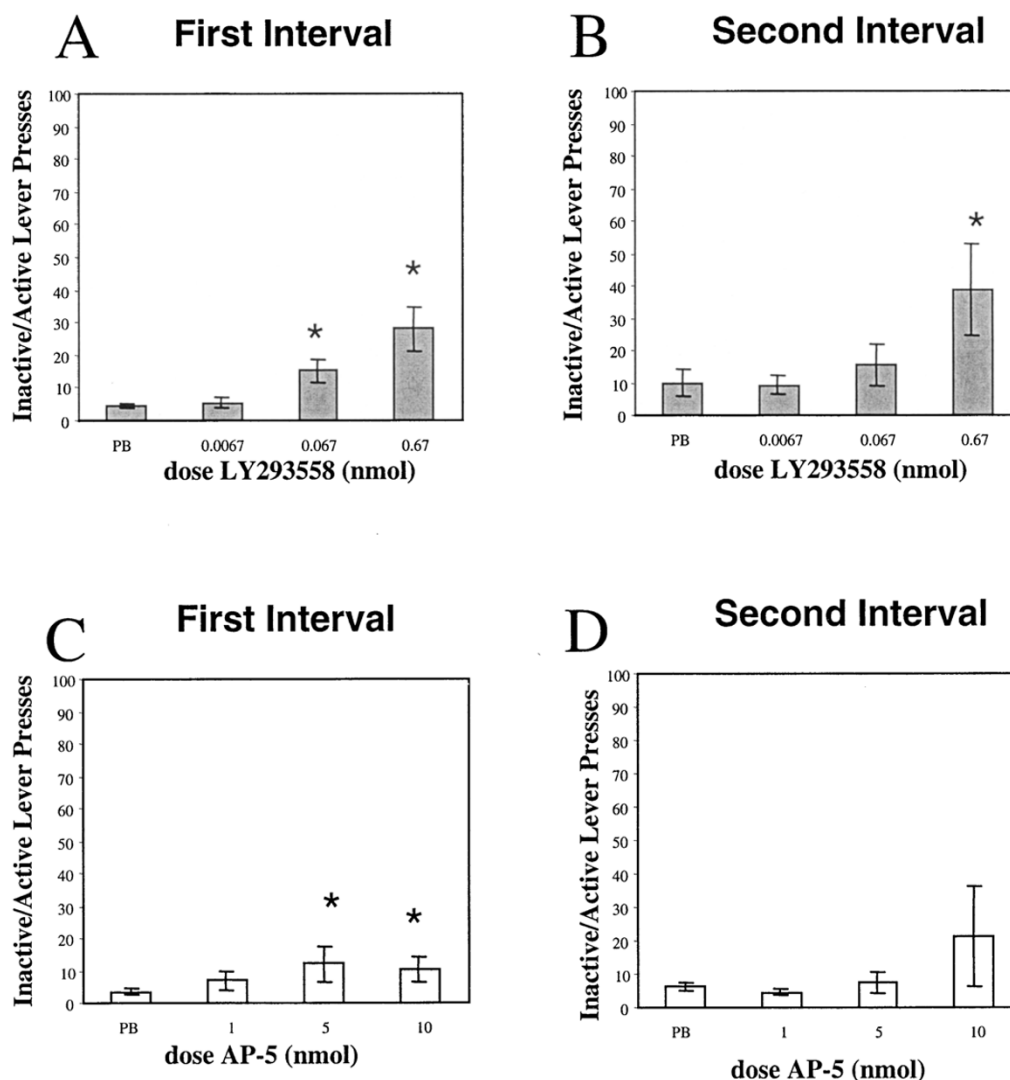 A
First Interval
Inactive/Active Lever Presses
100
90
80
70
60
50
40
30
20
10
0
*
*
PB 0.0067 0.067 0.67
dose LY293558 (nmol)
B
Second Interval
Inactive/Active Lever Presses
100
90
80
70
60
50
40
30
20
10
0
*
PB 0.0067 0.067 0.67
dose LY293558 (nmol)
C
First Interval
Inactive/Active Lever Presses
100
90
80
70
60
50
40
30
20
10
0
*
*
PB 1 5 10
dose AP-5 (nmol)
D
Second Interval
Inactive/Active Lever Presses
100
90
80
70
60
50
40
30
20
10
0
PB 1 5 10
dose AP-5 (nmol)